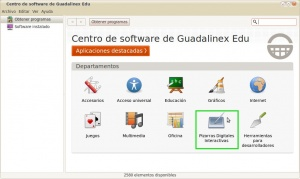 Centro de software de Guadalinex Edu
Archivo Editar Ver Ayuda
Obtener programas
Obtener programas
Software instalado
Centro de software de Guadalinex Edu
Aplicaciones destacadas
Departamentos
Accesorios
Acceso universal
Educación
Gráficos
Internet
Juegos
Multimedia
Oficina
Pizarras Digitales
Interactivas
Herramientas para
desarrolladores
elementos disponibles